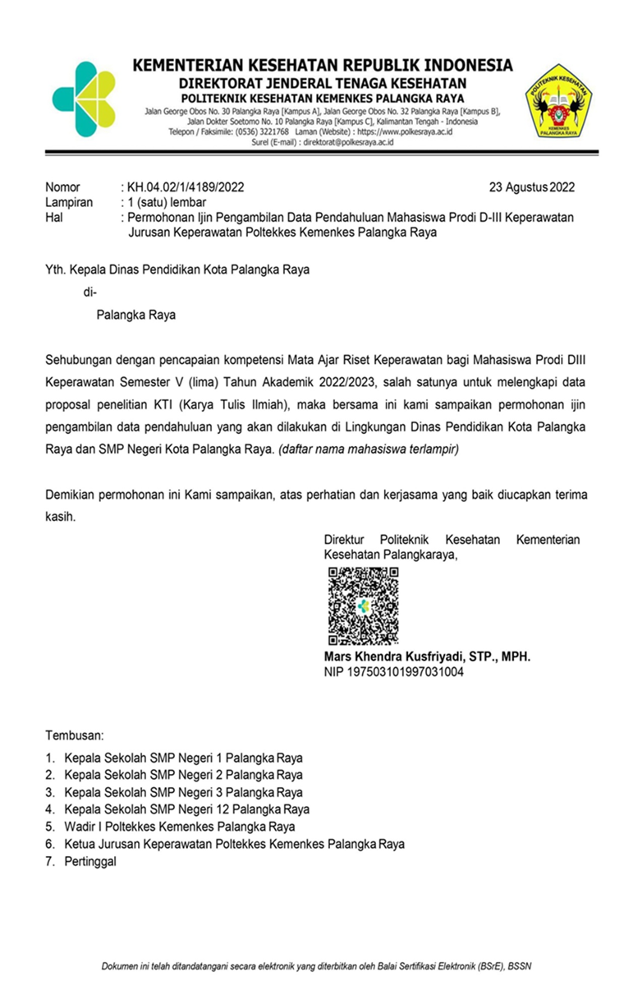 KEMENTERIAN KESEHATAN REPUBLIK INDONESIA
DIREKTORAT JENDERAL TENAGA KESEHATAN
POLITEKNIK KESEHATAN KEMENKES PALANGKA RAYA
Jalan George Obos No. 30 Palangka Raya [Kampus A], Jalan George Obos No. 32 Palangka Raya [Kampus B],
Jalan Dokter Soetomo No. 10 Palangka Raya [Kampus C], Kalimantan Tengah - Indonesia
Telepon / Faksimile: (0536) 3221768 Laman (Website) : https://www.polkesraya.ac.id
Surel (E-mail) : direktorat@polkesraya.ac.id
POLITEKNIK KESEHATAN
KEMENKES
PALANGKA RAYA
Nomor : KH.04.02/1/4189/2022 23 Agustus 2022
Lampiran : 1 (satu) lembar
Hal : Permohonan Ijin Pengambilan Data Pendahuluan Mahasiswa Prodi D-III Keperawatan
Jurusan Keperawatan Poltekkes Kemenkes Palangka Raya
Yth. Kepala Dinas Pendidikan Kota Palangka Raya
di-
Palangka Raya
Sehubungan dengan pencapaian kompetensi Mata Ajar Riset Keperawatan bagi Mahasiswa Prodi DIII
Keperawatan Semester V (lima) Tahun Akademik 2022/2023, salah satunya untuk melengkapi data
proposal penelitian KTI (Karya Tulis Ilmiah), maka bersama ini kami sampaikan permohonan ijin
pengambilan data pendahuluan yang akan dilakukan di Lingkungan Dinas Pendidikan Kota Palangka
Raya dan SMP Negeri Kota Palangka Raya. (daftar nama mahasiswa terlampir)
Demikian permohonan ini Kami sampaikan, atas perhatian dan kerjasama yang baik diucapkan terima
kasih.
Direktur Politeknik Kesehatan Kementerian
Kesehatan Palangkaraya,
Mars Khendra Kusfriyadi, STP., MPH.
NIP 197503101997031004
Tembusan:
1. Kepala Sekolah SMP Negeri 1 Palangka Raya
2. Kepala Sekolah SMP Negeri 2 Palangka Raya
3. Kepala Sekolah SMP Negeri 3 Palangka Raya
4. Kepala Sekolah SMP Negeri 12 Palangka Raya
5. Wadir I Poltekkes Kemenkes Palangka Raya
6. Ketua Jurusan Keperawatan Poltekkes Kemenkes Palangka Raya
7. Pertinggal
Dokumen ini telah ditandatangani secara elektronik yang diterbitkan oleh Balai Sertifikasi Elektronik (BSrE), BSSN